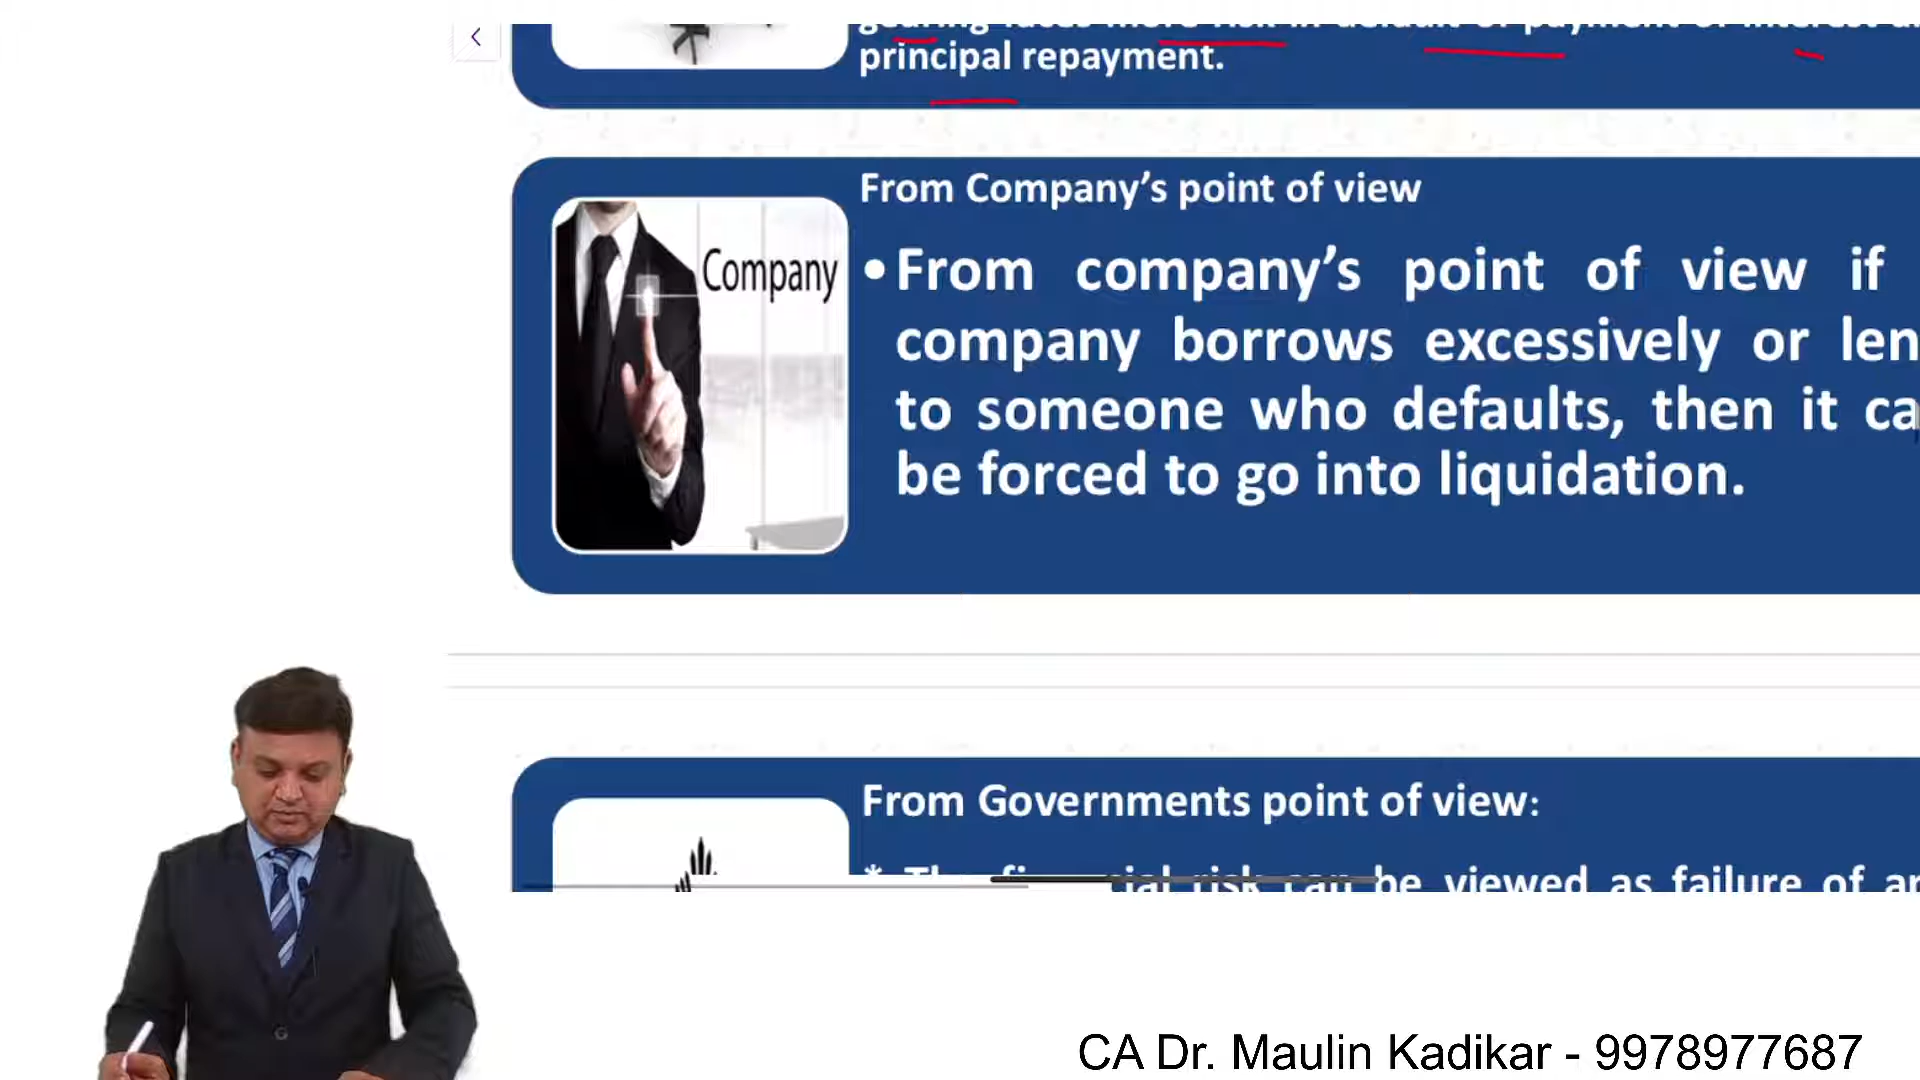 principal repayment.
From Company’s point of view
Company
•From company’s point of view if
company borrows excessively or len
to someone who defaults, then it ca
be forced to go into liquidation.
From Governments point of view:
risk can be viewed as failure of
CA Dr. Maulin Kadikar - 9978977687